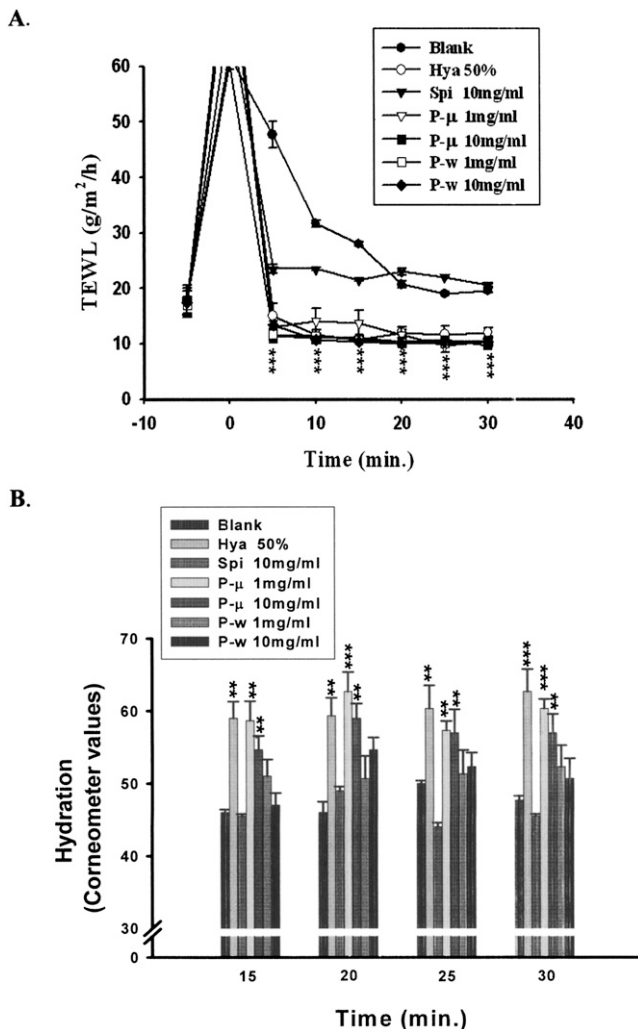 A.
Blank
Hya 50%
Spi 10mg/ml
P-μ 1mg/ml
P-μ 10mg/ml
P-w 1mg/ml
P-w 10mg/ml
60
50
40
30
20
10
0
TEWL (g/m²/h)
*** *** *** *** *** ***
-10 0 10 20 30 40
Time (min.)
B.
Blank
Hya 50%
Spi 10mg/ml
P-μ 1mg/ml
P-μ 10mg/ml
P-w 1mg/ml
P-w 10mg/ml
70
60
50
40
30
0
Hydration
(Corneometer values)
** ** ** ** *** ** ** ** ** *** *** **
15 20 25 30
Time (min.)